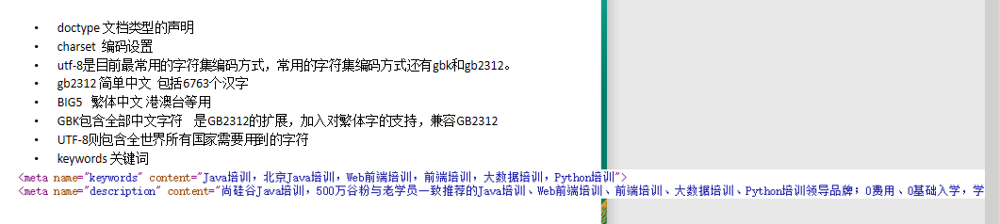 • doctype 文档类型的声明
• charset 编码设置
• utf-8是目前最常用的字符集编码方式，常用的字符集编码方式还有gbk和gb2312。
• gb2312 简单中文 包括6763个汉字
• BIG5 繁体中文 港澳台等用
• GBK包含全部中文字符 是GB2312的扩展，加入对繁体字的支持，兼容GB2312
• UTF-8则包含全世界所有国家需要用到的字符
• keywords 关键词
<meta name="keywords" content="Java培训，北京Java培训，Web前端培训，前端培训，大数据培训，Python培训">
<meta name="description" content="尚硅谷Java培训，500万谷粉与老学员一致推荐的Java培训、Web前端培训、前端培训、大数据培训、Python培训领导品牌；0费用、0基础入学，学